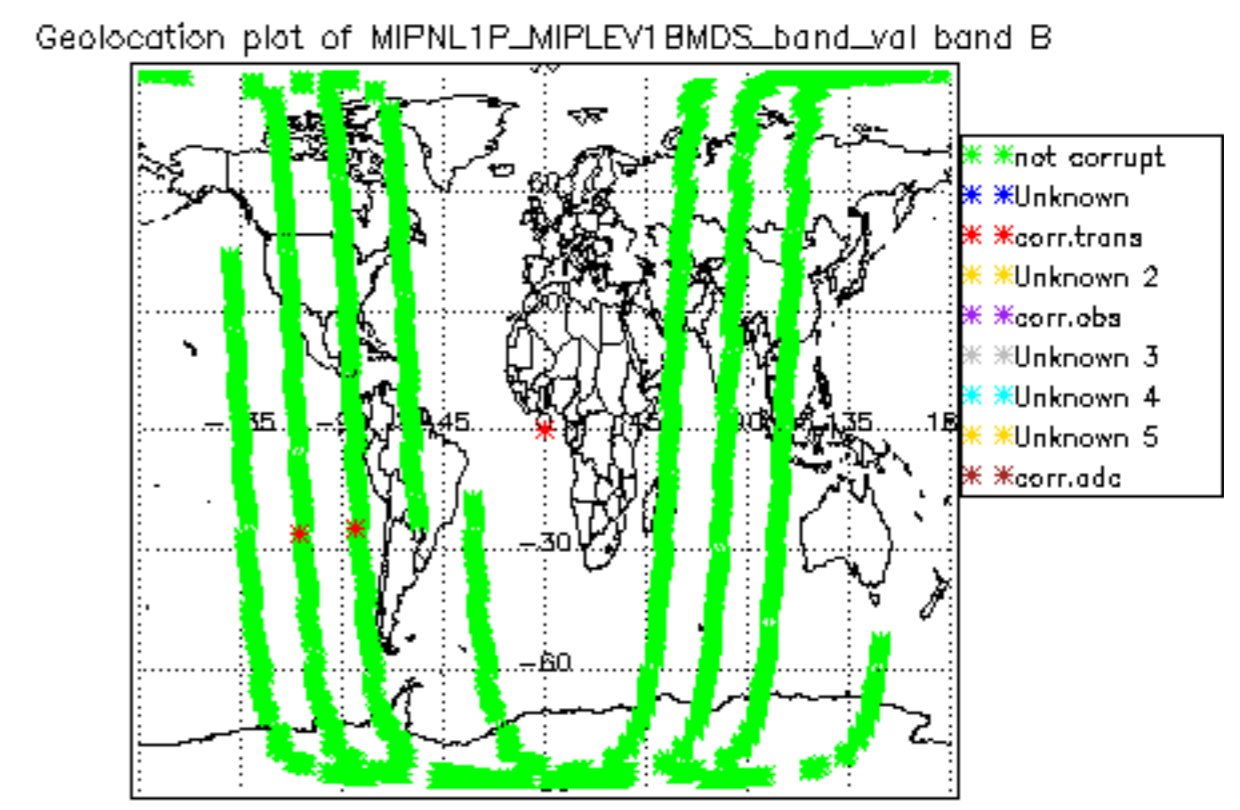 Geolocation plot of MIPNL1P_MIPLEV1BMDS_band_val band B
not corrupt
Unknown
corr.trans
Unknown 2
corr.obs
Unknown 3
Unknown 4
Unknown 5
corr.adc
60
45
135
-30
-60